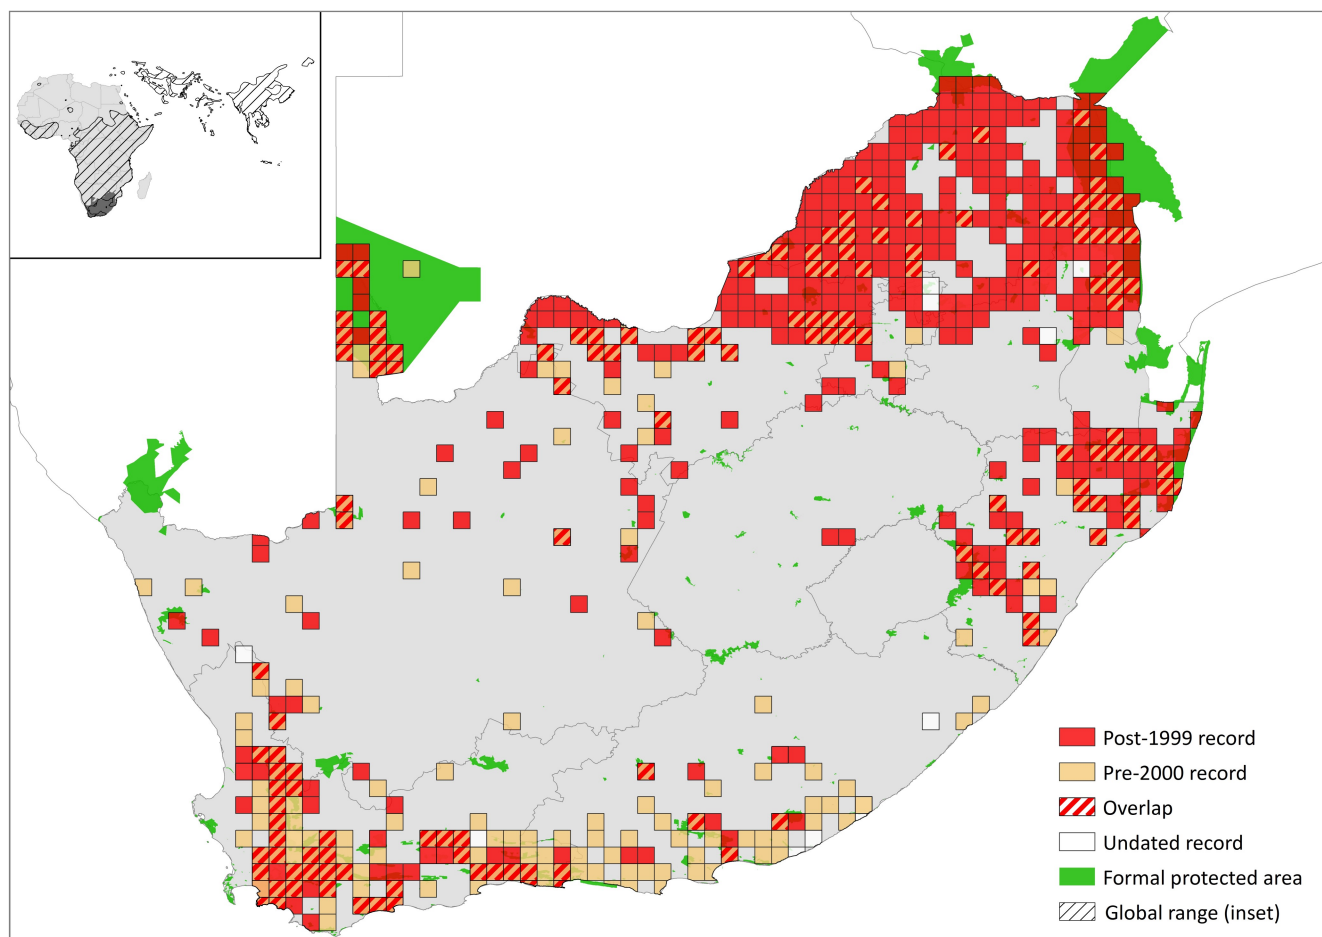 Post-1999 record
Pre-2000 record
Overlap
Undated record
Formal protected area
Global range (inset)